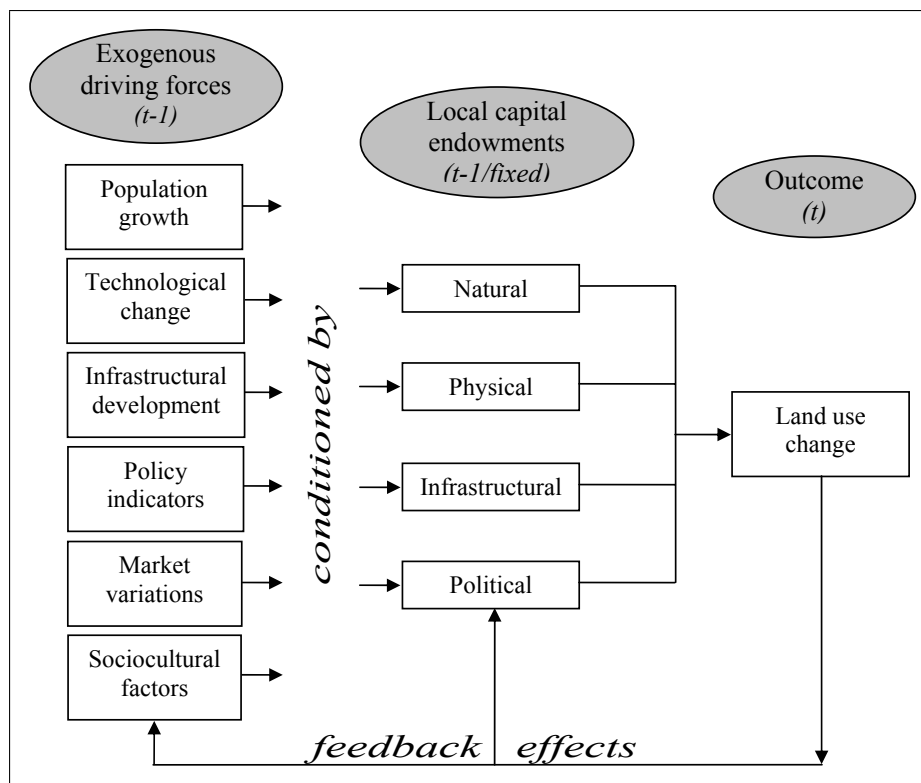 Exogenous
driving forces
(t-1)
Population
growth
Technological
change
Infrastructural
development
Policy
indicators
Market
variations
Sociocultural
factors
conditioned by
Local capital
endowments
(t-1/fixed)
Natural
Physical
Infrastructural
Political
Outcome
(t)
Land use
change
feedback effects